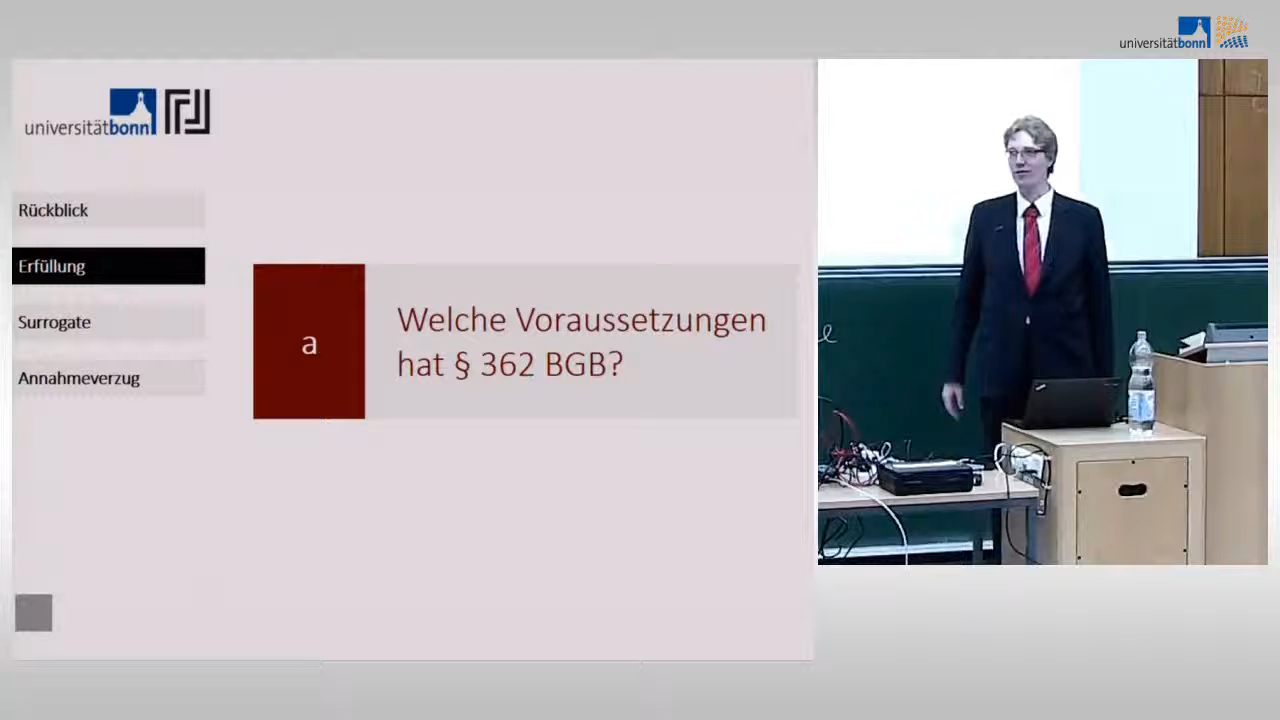 universitätbonn
universitätbonn
Rückblick
Erfüllung
Surrogate
Annahmeverzug
a
Welche Voraussetzungen
hat § 362 BGB?